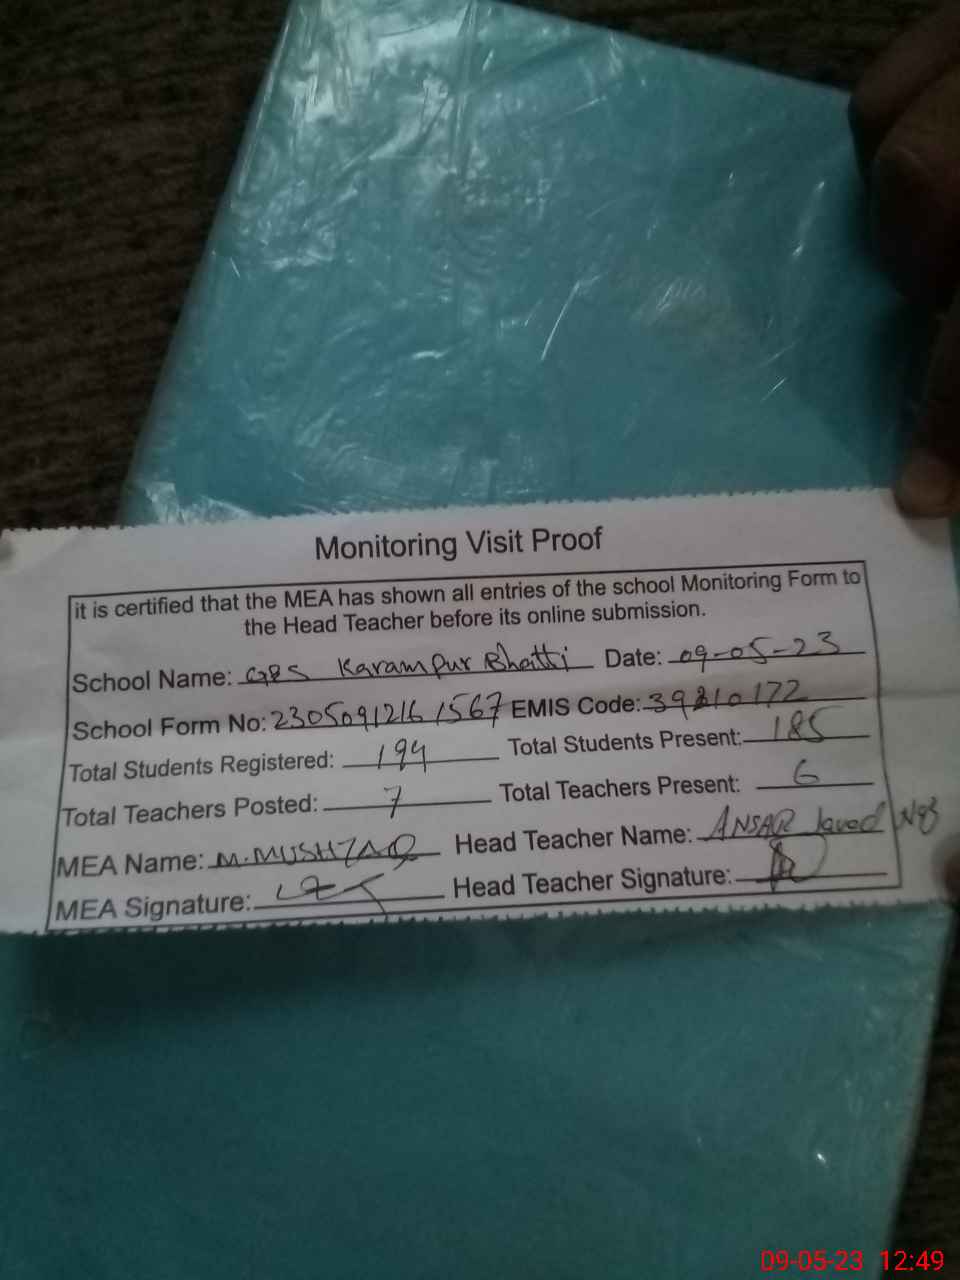 Monitoring Visit Proof
it is certified that the MEA has shown all entries of the school Monitoring Form to
the Head Teacher before its online submission.
School Name: GPS Karampur Bhatti Date: 09-05-23
School Form No: 23050912161567 EMIS Code: 39210172
Total Students Registered: 194 Total Students Present: 185
Total Teachers Posted: 7 Total Teachers Present: 6
MEA Name: M.MUSHTAQ Head Teacher Name: ANSAR Javed
MEA Signature: Head Teacher Signature:
09-05-23 12:49